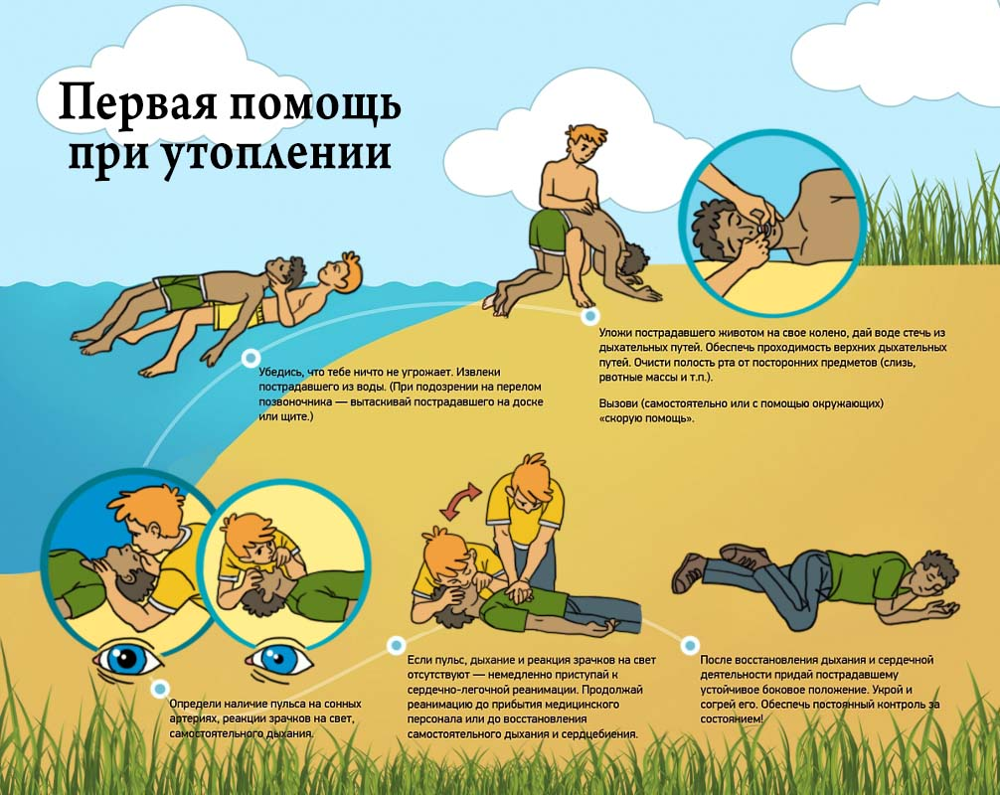 Первая помощь
при утоплении
Убедись, что тебе ничто не угрожает. Извлеки
пострадавшего из воды. (При подозрении на перелом
позвоночника — вытаскивай пострадавшего на доске
или щите.)
Уложи пострадавшего животом на свое колено, дай воде стечь из
дыхательных путей. Обеспечь проходимость верхних дыхательных
путей. Очисти полость рта от посторонних предметов (слизь,
рвотные массы и т.п.).
Вызови (самостоятельно или с помощью окружающих)
«скорую помощь».
Определи наличие пульса на сонных
артериях, реакции зрачков на свет,
самостоятельного дыхания.
Если пульс, дыхание и реакция зрачков на свет
отсутствуют — немедленно приступай к
сердечно-легочной реанимации. Продолжай
реанимацию до прибытия медицинского
персонала или до восстановления
самостоятельного дыхания и сердцебиения.
После восстановления дыхания и сердечной
деятельности придай пострадавшему
устойчивое боковое положение. Укрой и
согрей его. Обеспечь постоянный контроль за
состоянием!